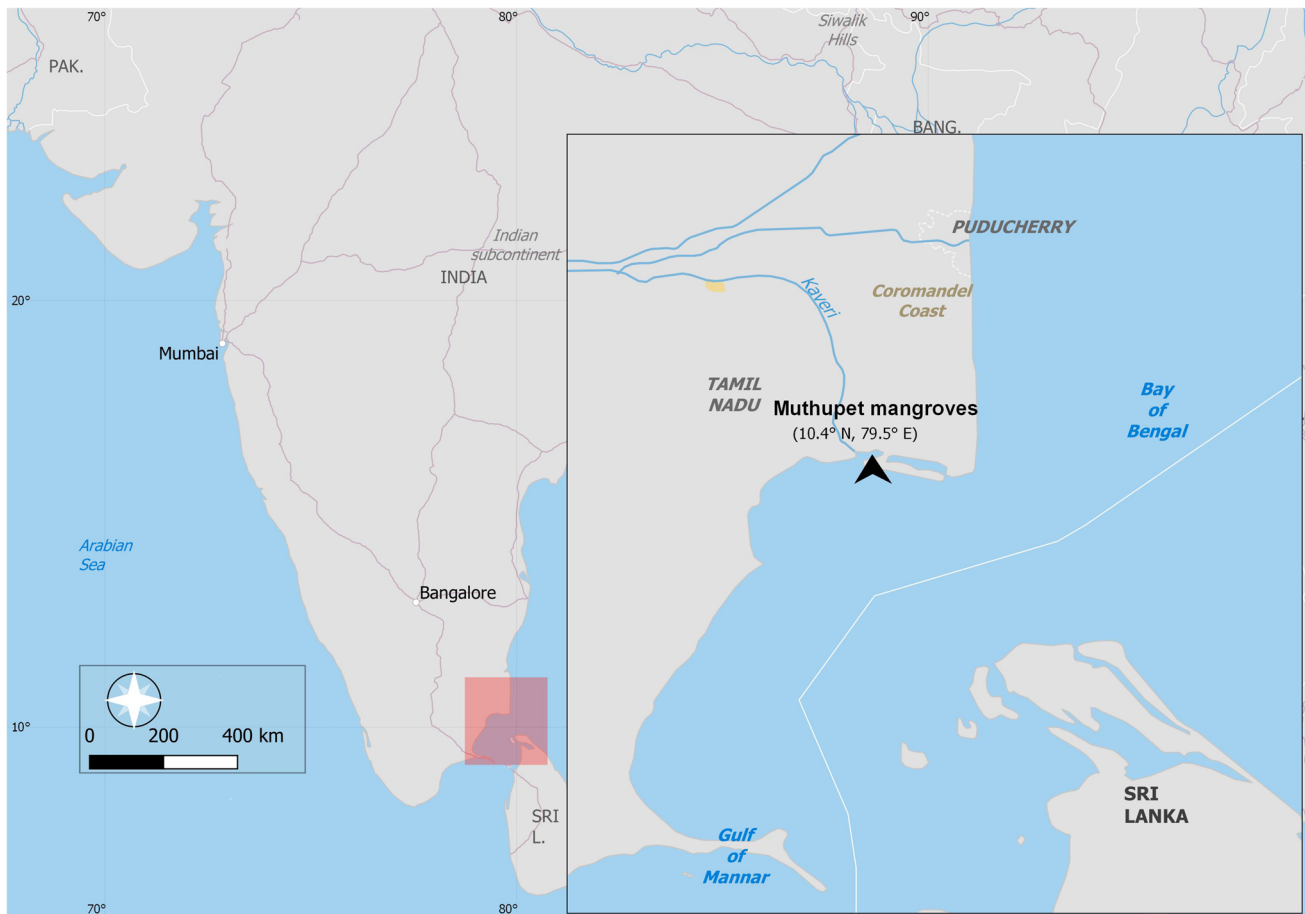 70°
80°
90°
Siwalik
Hills
PAK.
BANG.
Indian
subcontinent
INDIA
20°
Mumbai
Arabian
Sea
Bangalore
0 200 400 km
10°
SRI
L.
70°
80°
PUDUCHERRY
Kaveri
Coromandel
Coast
TAMIL
NADU
Muthupet mangroves
(10.4° N, 79.5° E)
Bay
of
Bengal
SRI
LANKA
Gulf
of
Mannar